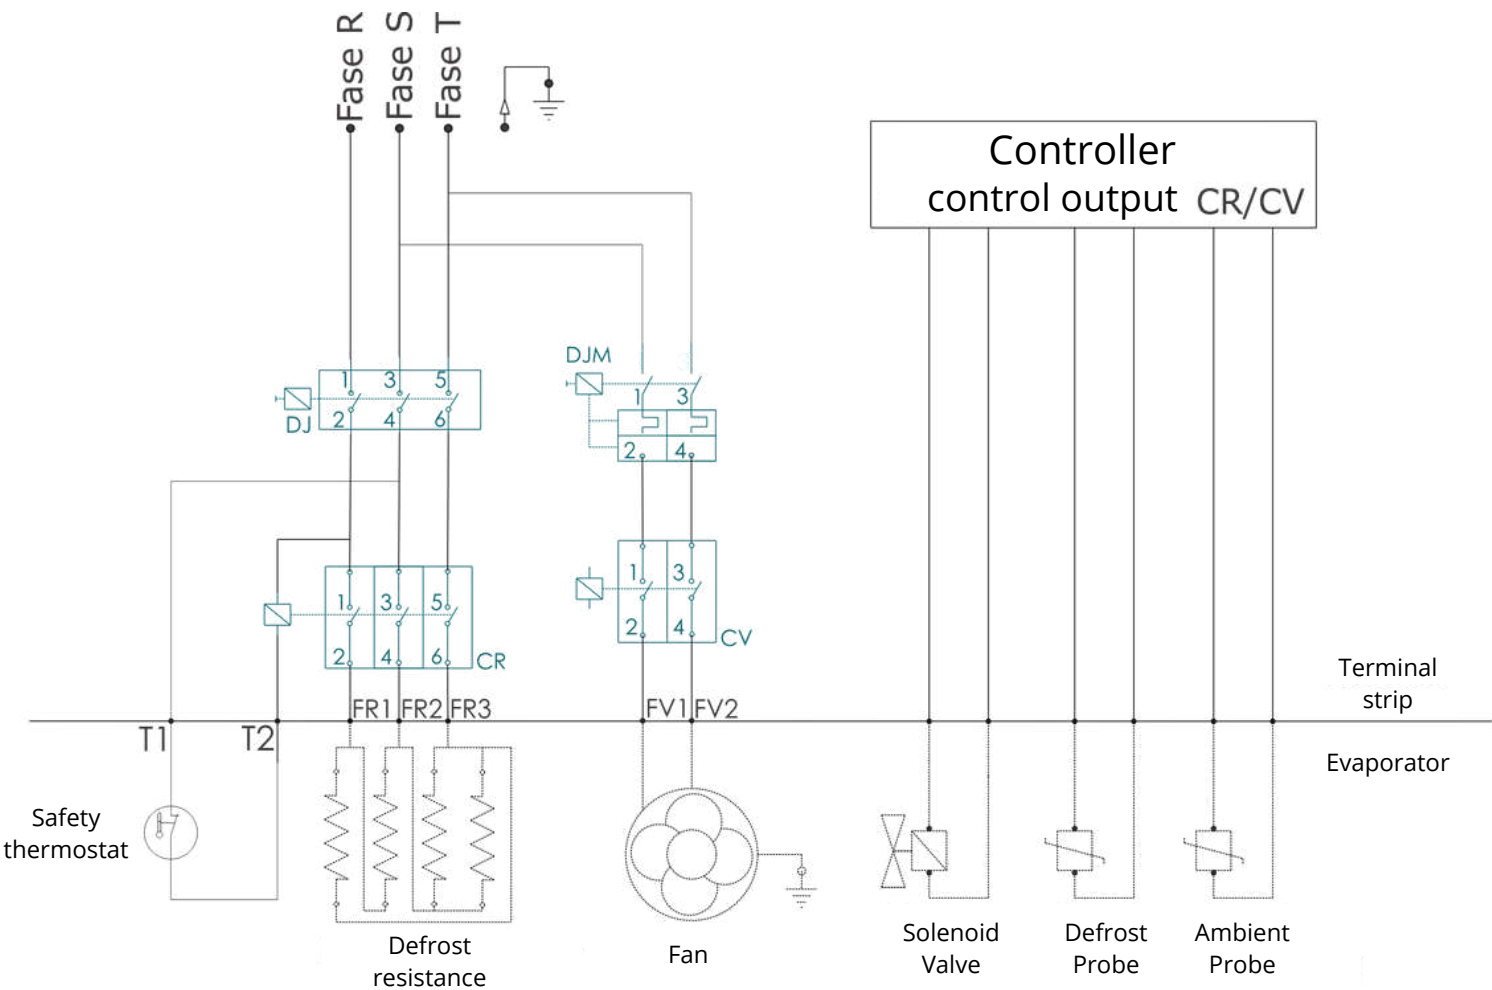 Fase R
Fase S
Fase T
Controller
control output CR/CV
DJM
1 3 5
DJ
2 4 6
1 3
2 4
1 3 5
2 4 6
CR
1 3
2 4
CV
Terminal
strip
FR1 FR2 FR3
FV1 FV2
T1 T2
Evaporator
Safety
thermostat
Defrost
resistance
Fan
Solenoid
Valve
Defrost
Probe
Ambient
Probe